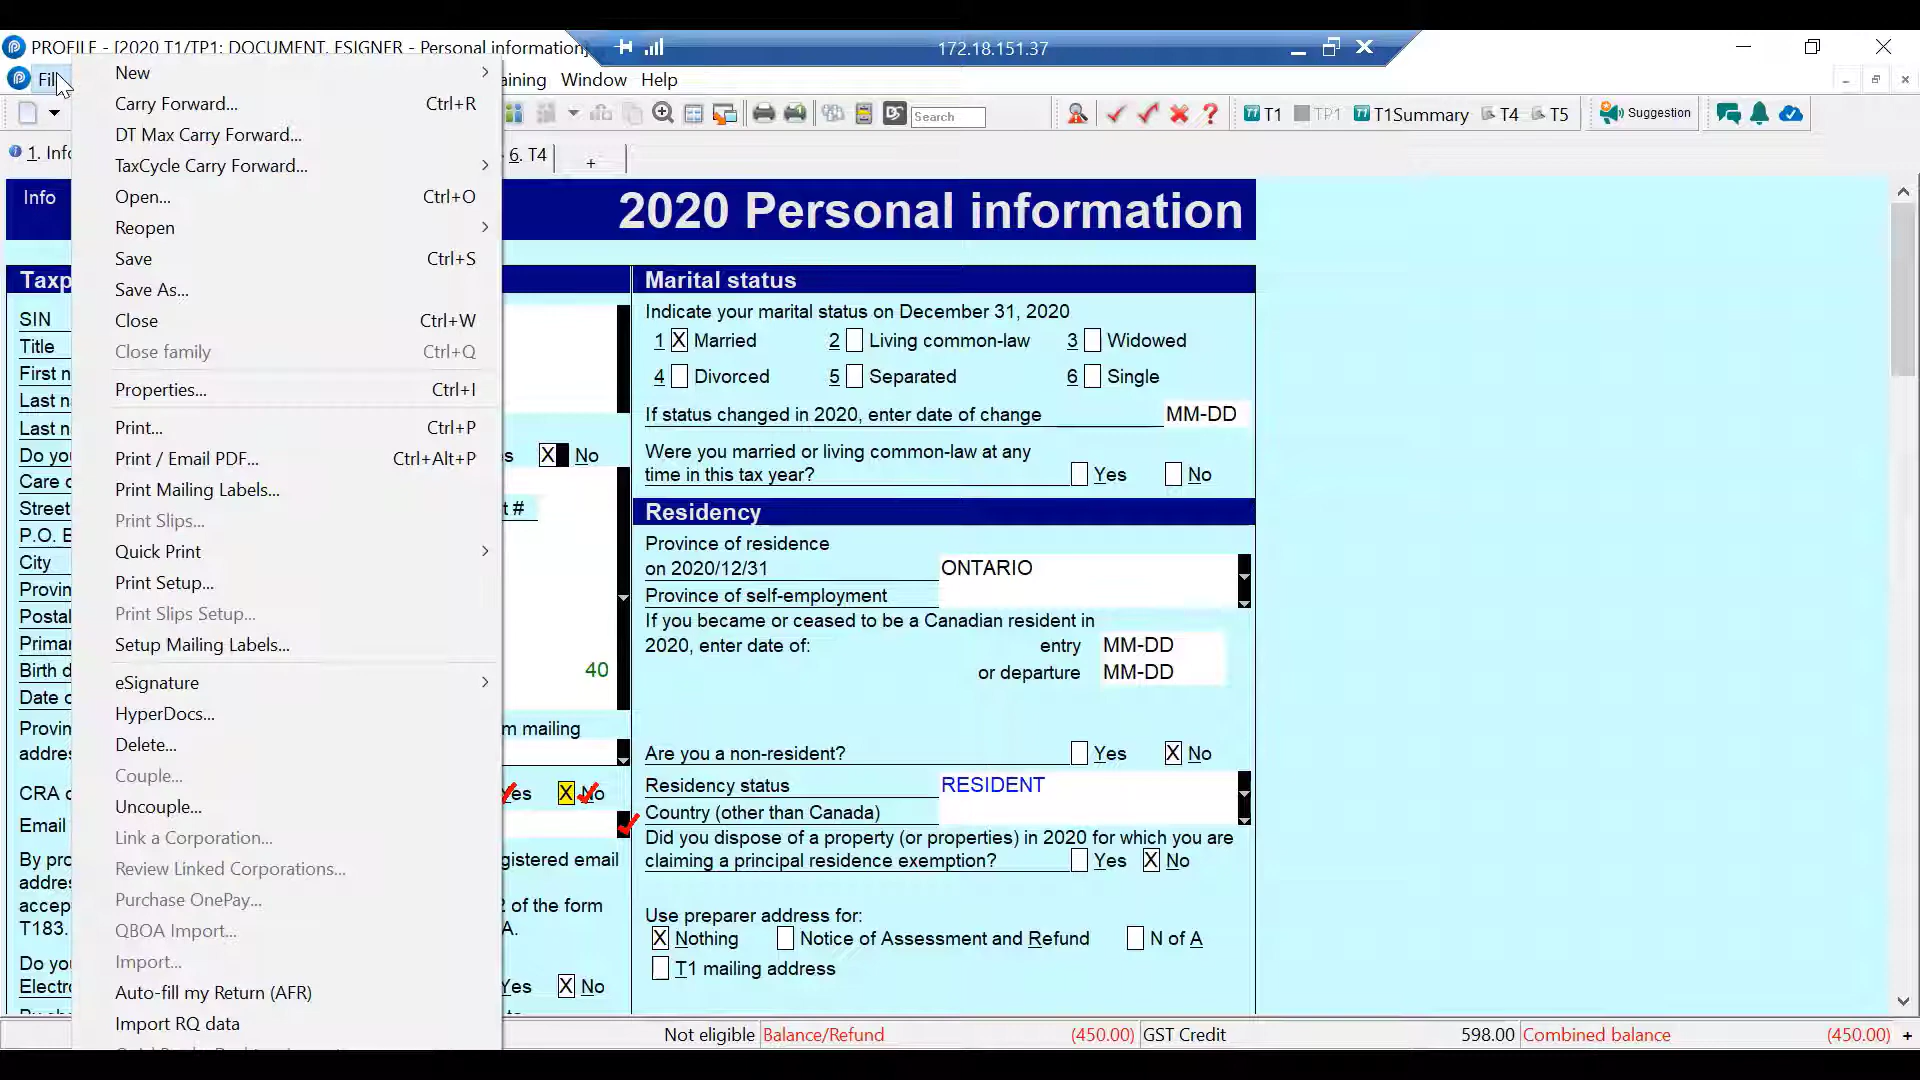 PROFILE - [2020 T1/TP1: DOCUMENT, ESIGNER - Personal information]
172.18.151.37
Window Help
Search
T1 TP1 T1Summary T4 T5
Suggestion
6. T4 +
Info
2020 Personal information
New
Carry Forward... Ctrl+R
DT Max Carry Forward...
TaxCycle Carry Forward...
Open... Ctrl+O
Reopen
Save Ctrl+S
Save As...
Close Ctrl+W
Close family Ctrl+Q
Properties... Ctrl+I
Print... Ctrl+P
Print / Email PDF... Ctrl+Alt+P
Print Mailing Labels...
Print Slips...
Quick Print
Print Setup...
Print Slips Setup...
Setup Mailing Labels...
eSignature
HyperDocs...
Delete...
Couple...
Uncouple...
Link a Corporation...
Review Linked Corporations...
Purchase OnePay...
QBOA Import...
Import...
Auto-fill my Return (AFR)
Import RQ data
SIN
Title
First n
Last n
Last n
Do you
Care o
Street
P.O. B
City
Provin
Postal
Primar
Birth d
Date o
Provin
addres
CRA
Email
By pro
addres
accep
T183.
Do you
Electro
X No
t #
40
m mailing
Yes X No
gistered email
2 of the form
A.
Yes X No
Marital status
Indicate your marital status on December 31, 2020
1 X Married 2 Living common-law 3 Widowed
4 Divorced 5 Separated 6 Single
If status changed in 2020, enter date of change MM-DD
Were you married or living common-law at any
time in this tax year? Yes No
Residency
Province of residence
on 2020/12/31 ONTARIO
Province of self-employment
If you became or ceased to be a Canadian resident in
2020, enter date of: entry MM-DD
or departure MM-DD
Are you a non-resident? Yes X No
Residency status RESIDENT
Country (other than Canada)
Did you dispose of a property (or properties) in 2020 for which you are
claiming a principal residence exemption? Yes X No
Use preparer address for:
X Nothing Notice of Assessment and Refund N of A
T1 mailing address
Not eligible Balance/Refund (450.00) GST Credit 598.00 Combined balance (450.00) +